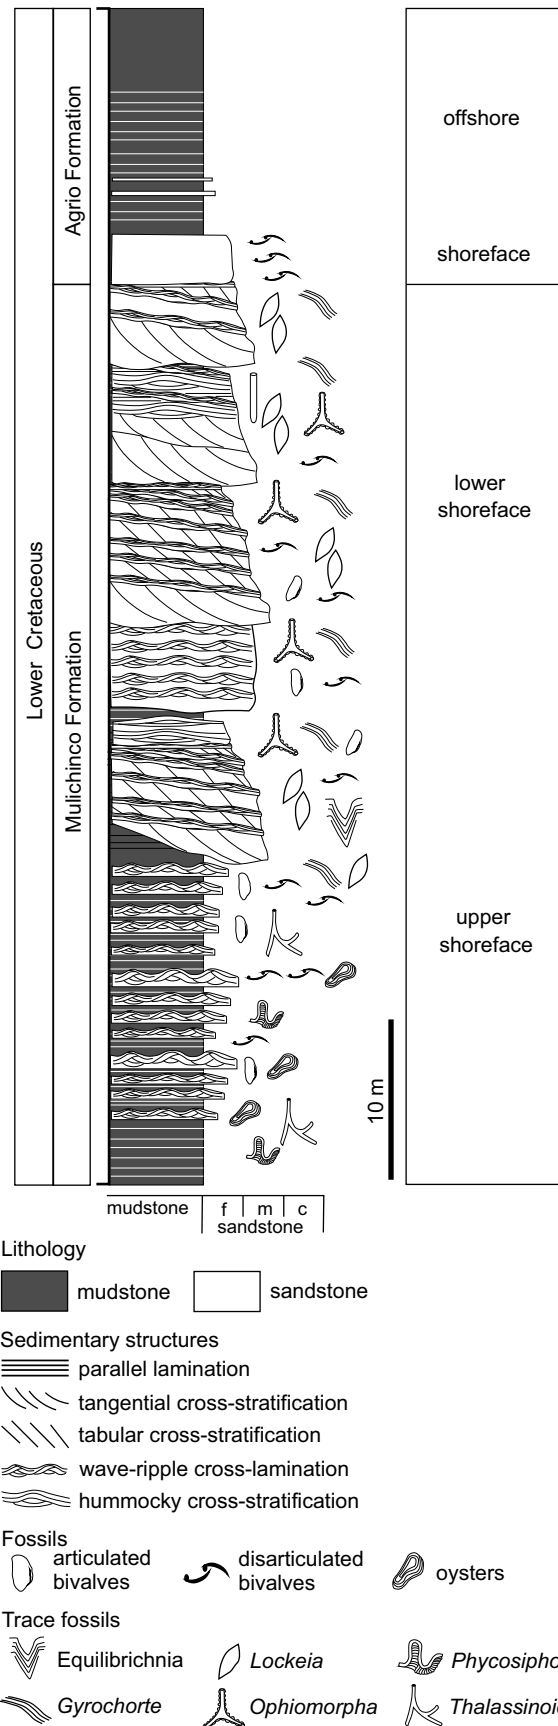 Lower Cretaceous
Agrio Formation
Mulichinco Formation
offshore
shoreface
lower
shoreface
upper
shoreface
10 m
mudstone f m c
sandstone
Lithology
mudstone sandstone
Sedimentary structures
parallel lamination
tangential cross-stratification
tabular cross-stratification
wave-ripple cross-lamination
hummocky cross-stratification
Fossils
articulated
bivalves
disarticulated
bivalves
oysters
Trace fossils
Equilibrichnia Lockeia Phycosipho
Gyrochorte Ophiomorpha Thalassinoi